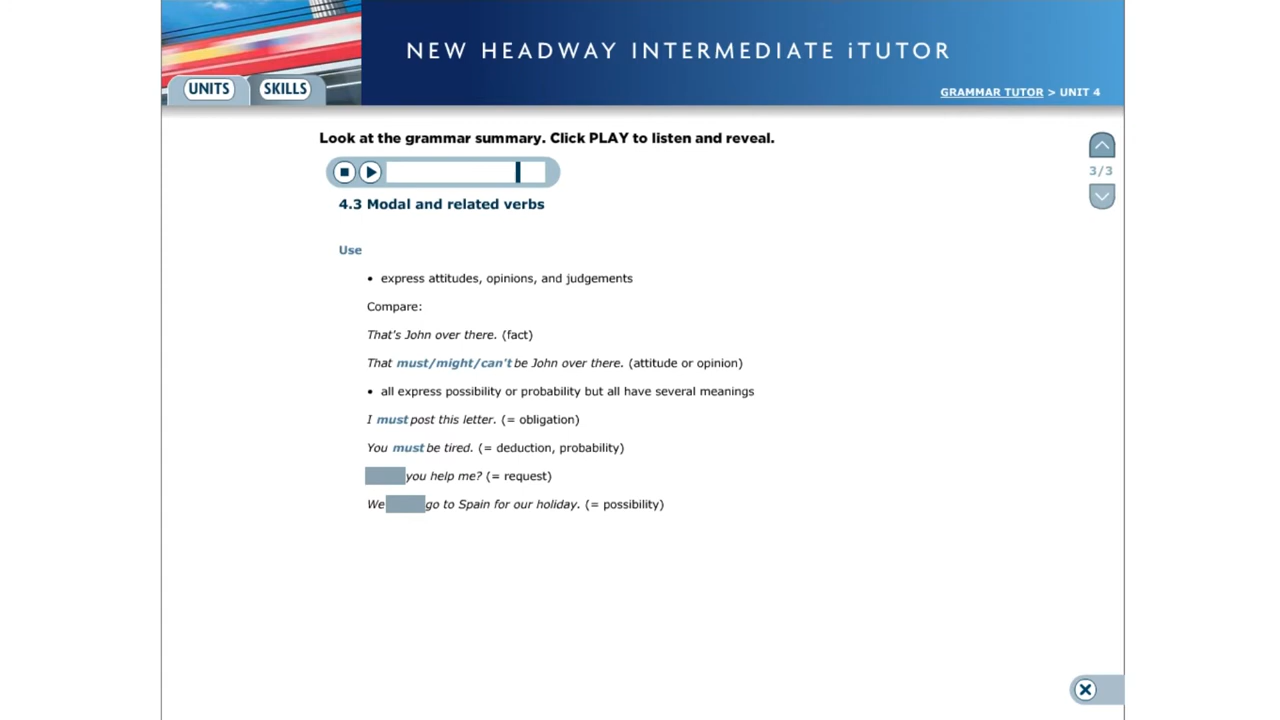 NEW HEADWAY INTERMEDIATE iTUTOR
UNITS SKILLS
GRAMMAR TUTOR > UNIT 4
Look at the grammar summary. Click PLAY to listen and reveal.
3/3
4.3 Modal and related verbs
Use
• express attitudes, opinions, and judgements
Compare:
That's John over there. (fact)
That must/might/can't be John over there. (attitude or opinion)
• all express possibility or probability but all have several meanings
I must post this letter. (= obligation)
You must be tired. (= deduction, probability)
you help me? (= request)
We go to Spain for our holiday. (= possibility)